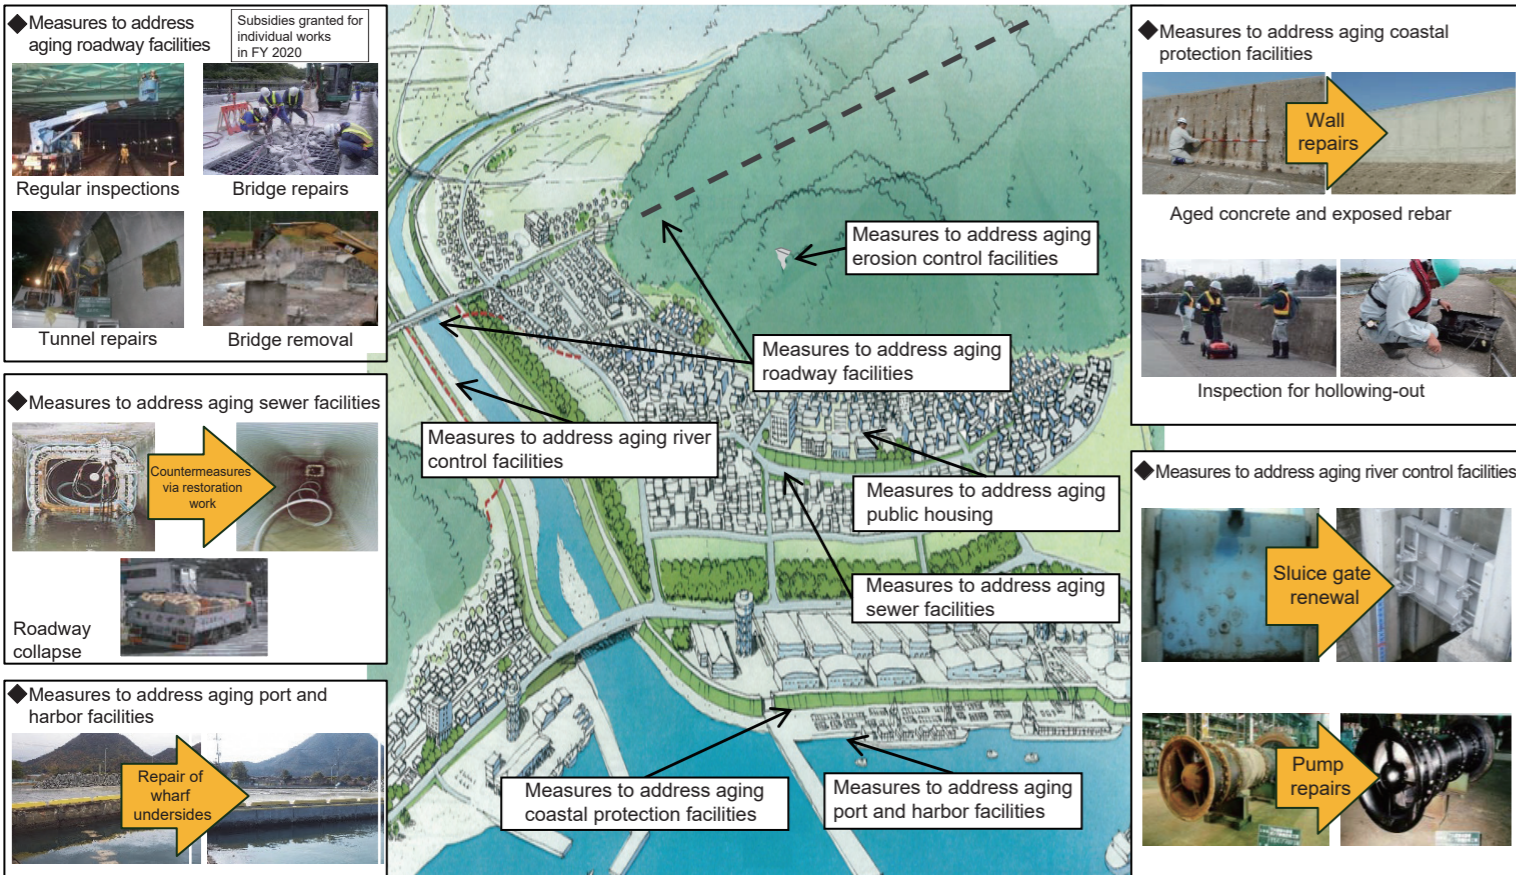 ◆Measures to address
aging roadway facilities
Subsidies granted for
individual works
in FY 2020
Regular inspections
Bridge repairs
Tunnel repairs
Bridge removal
◆Measures to address aging sewer facilities
Countermeasures
via restoration
work
Roadway
collapse
◆Measures to address aging port and
harbor facilities
Repair of
wharf
undersides
Measures to address aging
erosion control facilities
Measures to address aging
roadway facilities
Measures to address aging river
control facilities
Measures to address aging
public housing
Measures to address aging
sewer facilities
Measures to address aging
coastal protection facilities
Measures to address aging
port and harbor facilities
◆Measures to address aging coastal
protection facilities
Wall
repairs
Aged concrete and exposed rebar
Inspection for hollowing-out
◆Measures to address aging river control facilities
Sluice gate
renewal
Pump
repairs